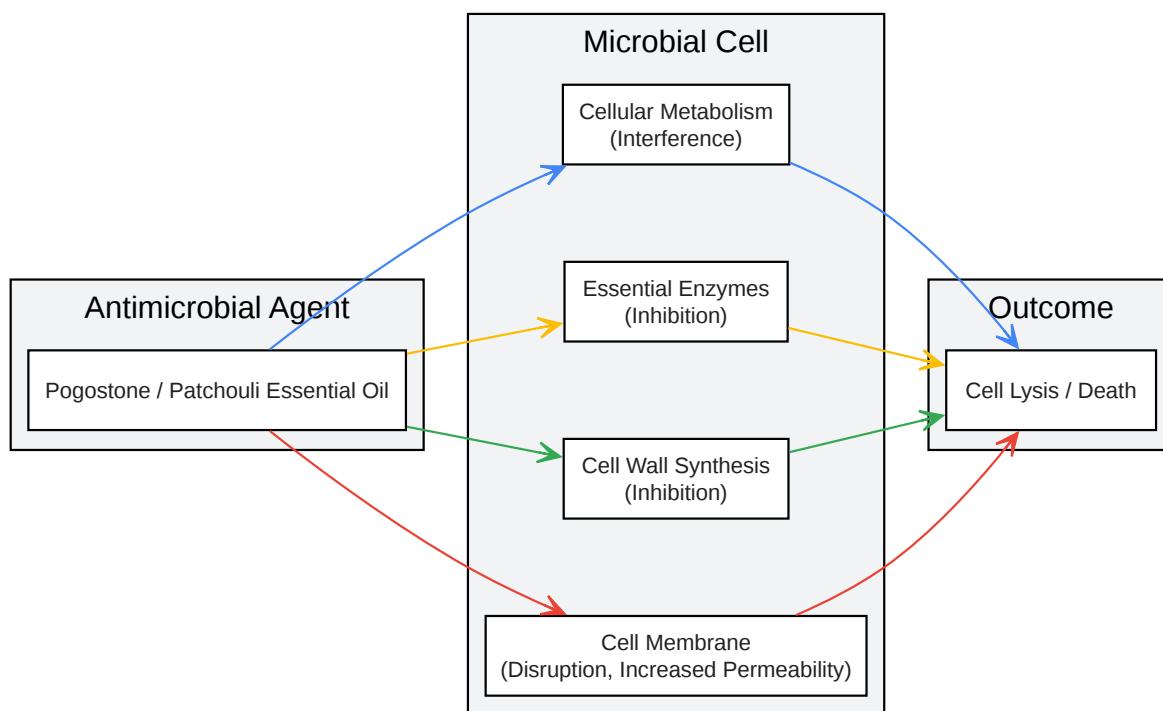 Microbial Cell
Cellular Metabolism
(Interference)
Antimicrobial Agent
Pogostone / Patchouli Essential Oil
Essential Enzymes
(Inhibition)
Cell Wall Synthesis
(Inhibition)
Cell Membrane
(Disruption, Increased Permeability)
Outcome
Cell Lysis / Death